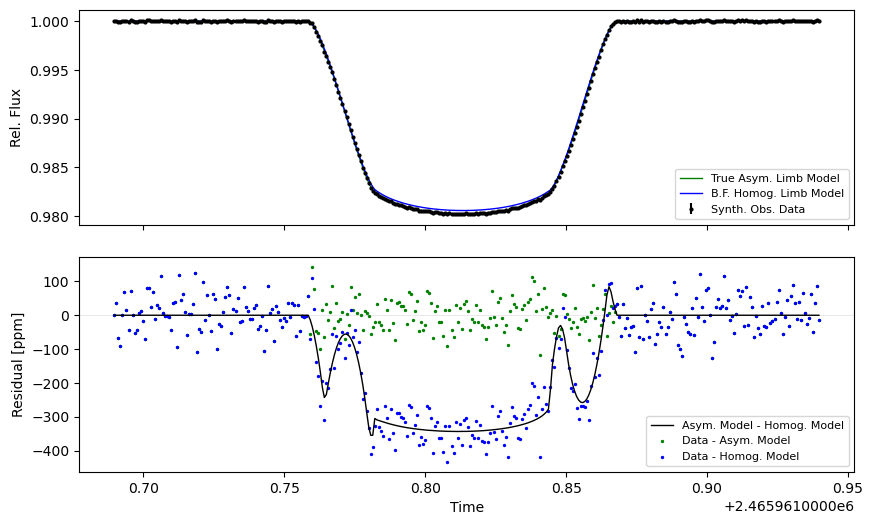 1.000
0.995
0.990
0.985
0.980
Rel. Flux
True Asym. Limb Model
B.F. Homog. Limb Model
Synth. Obs. Data
100
0
−100
−200
−300
−400
Residual [ppm]
Asym. Model - Homog. Model
Data - Asym. Model
Data - Homog. Model
0.70 0.75 0.80 0.85 0.90 0.95
Time
+2.4659610000e6